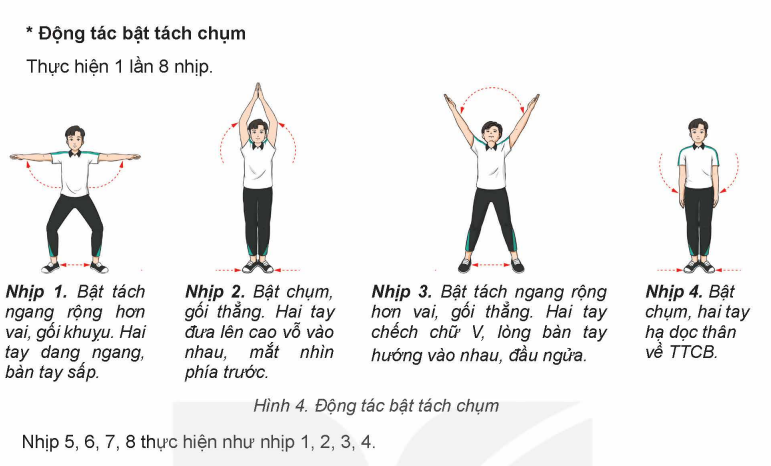 * Động tác bật tách chụm
Thực hiện 1 lần 8 nhịp.
Nhịp 1. Bật tách
ngang rộng hơn
vai, gối khuỵu. Hai
tay dang ngang,
bàn tay sấp.
Nhịp 2. Bật chụm,
gối thẳng. Hai tay
đưa lên cao vỗ vào
nhau, mắt nhìn
phía trước.
Nhịp 3. Bật tách ngang rộng
hơn vai, gối thẳng. Hai tay
chếch chữ V, lòng bàn tay
hướng vào nhau, đầu ngửa.
Nhịp 4. Bật
chụm, hai tay
hạ dọc thân
về TTCB.
Hình 4. Động tác bật tách chụm
Nhịp 5, 6, 7, 8 thực hiện như nhịp 1, 2, 3, 4.